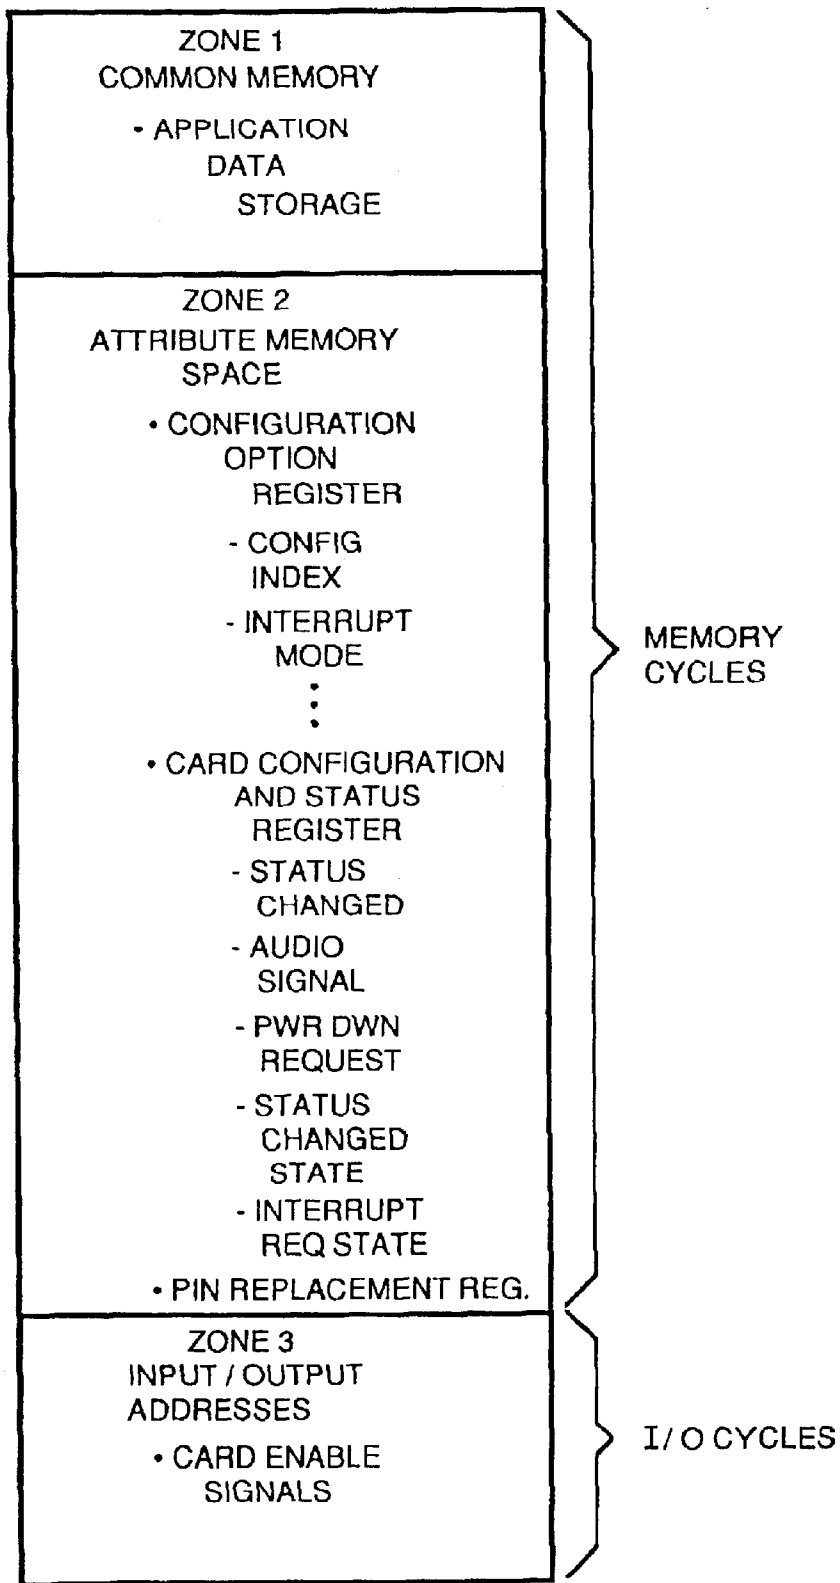 ZONE 1
COMMON MEMORY
• APPLICATION
DATA
STORAGE
ZONE 2
ATTRIBUTE MEMORY
SPACE
• CONFIGURATION
OPTION
REGISTER
- CONFIG
INDEX
- INTERRUPT
MODE
• CARD CONFIGURATION
AND STATUS
REGISTER
- STATUS
CHANGED
- AUDIO
SIGNAL
- PWR DWN
REQUEST
- STATUS
CHANGED
STATE
- INTERRUPT
REQ STATE
• PIN REPLACEMENT REG.
MEMORY
CYCLES
ZONE 3
INPUT / OUTPUT
ADDRESSES
• CARD ENABLE
SIGNALS
I/O CYCLES